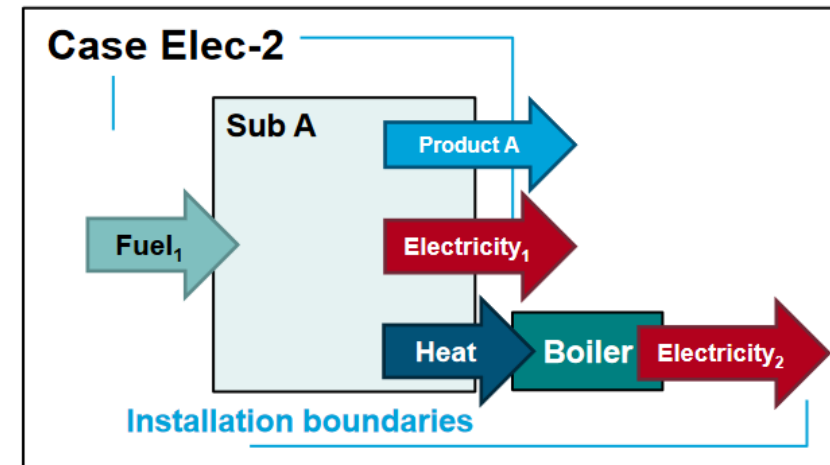 Case Elec-2
Sub A
Product A
Fuel₁
Electricity₁
Heat
Boiler
Electricity₂
Installation boundaries